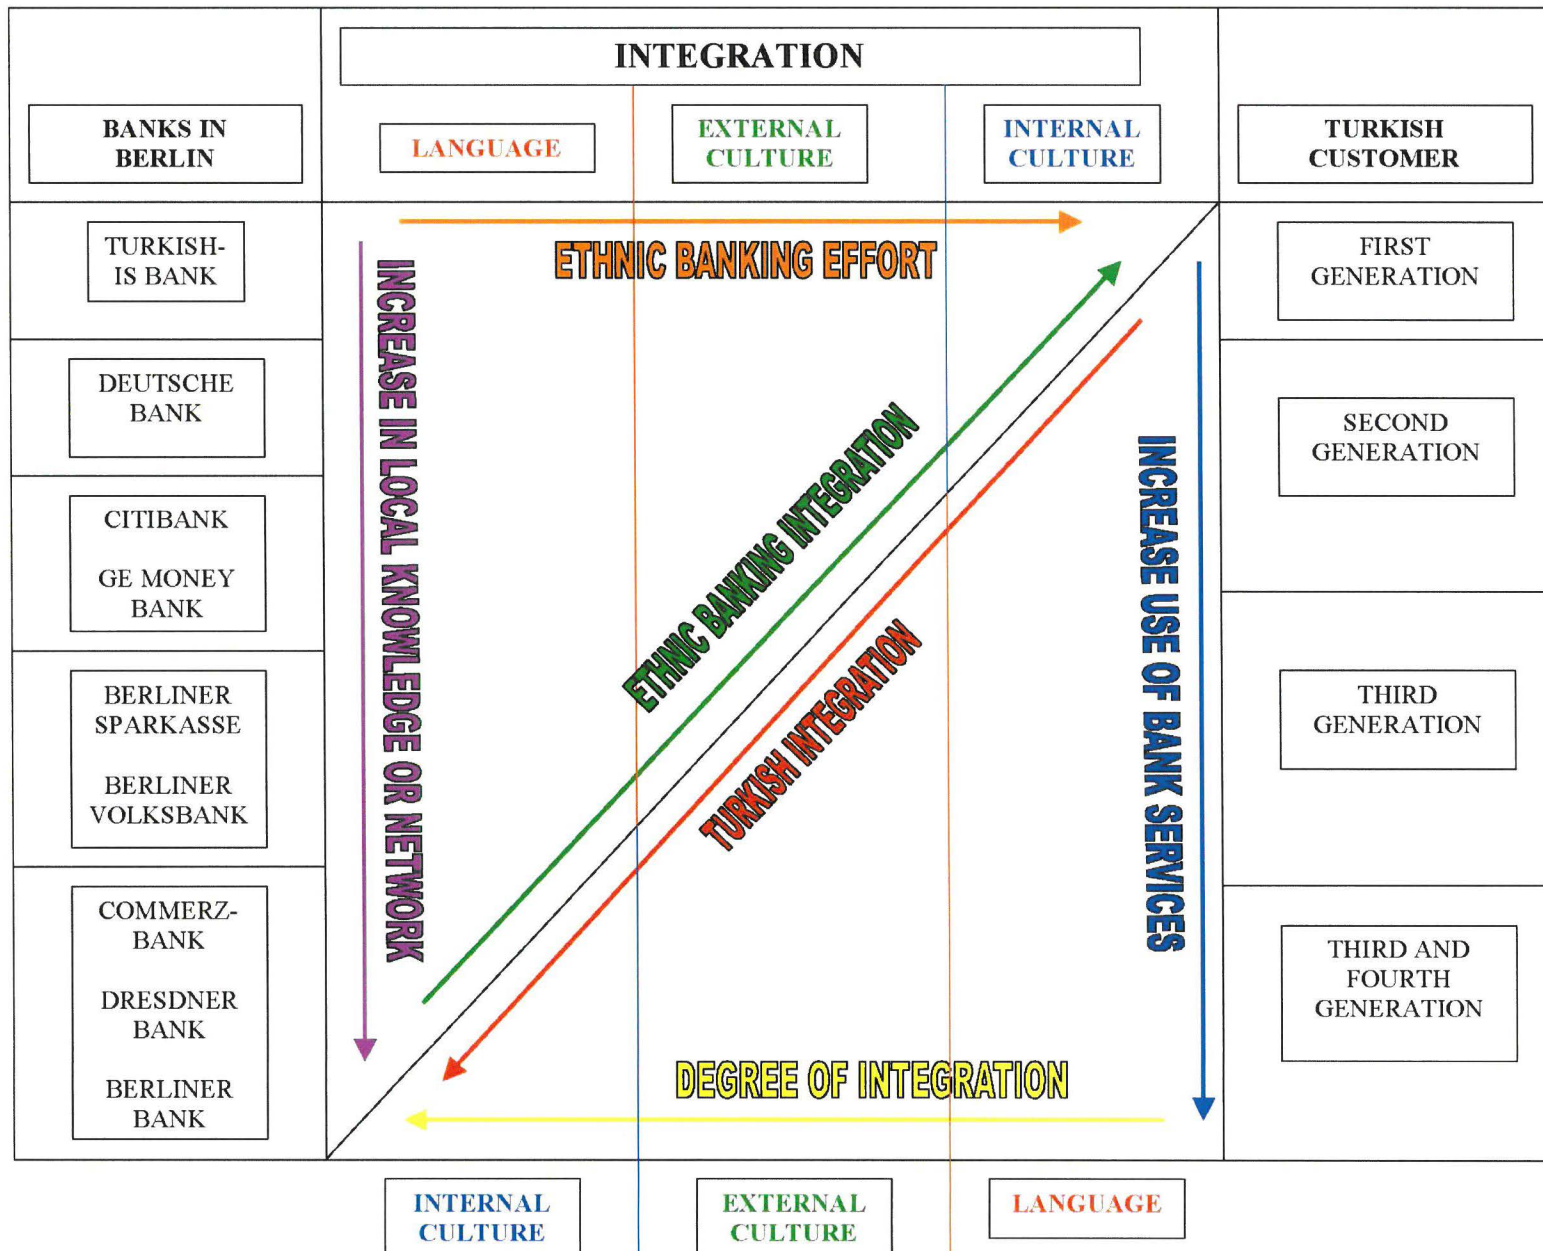 INTEGRATION
BANKS IN
BERLIN
LANGUAGE
EXTERNAL
CULTURE
INTERNAL
CULTURE
TURKISH
CUSTOMER
TURKISH-
IS BANK
DEUTSCHE
BANK
CITIBANK
GE MONEY
BANK
BERLINER
SPARKASSE
BERLINER
VOLKSBANK
COMMERZ-
BANK
DRESDNER
BANK
BERLINER
BANK
ETHNIC BANKING EFFORT
INCREASE IN LOCAL KNOWLEDGE OR NETWORK
ETHNIC BANKING INTEGRATION
TURKISH INTEGRATION
INCREASE USE OF BANK SERVICES
DEGREE OF INTEGRATION
FIRST
GENERATION
SECOND
GENERATION
THIRD
GENERATION
THIRD AND
FOURTH
GENERATION
INTERNAL
CULTURE
EXTERNAL
CULTURE
LANGUAGE